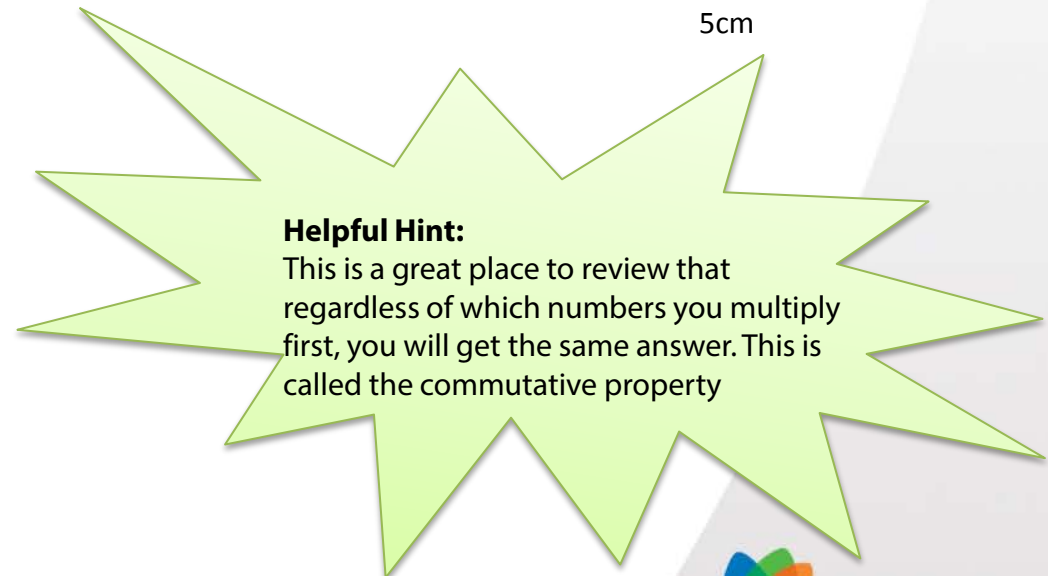 5cm
Helpful Hint:
This is a great place to review that
regardless of which numbers you multiply
first, you will get the same answer. This is
called the commutative property